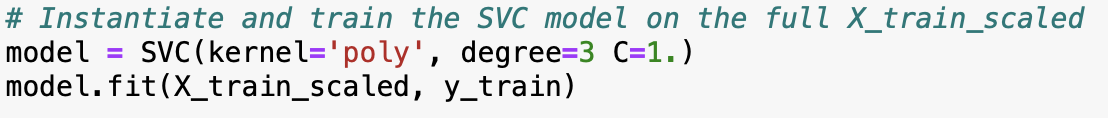 # Instantiate and train the SVC model on the full X_train_scaled
model = SVC(kernel='poly', degree=3 C=1.)
model.fit(X_train_scaled, y_train)